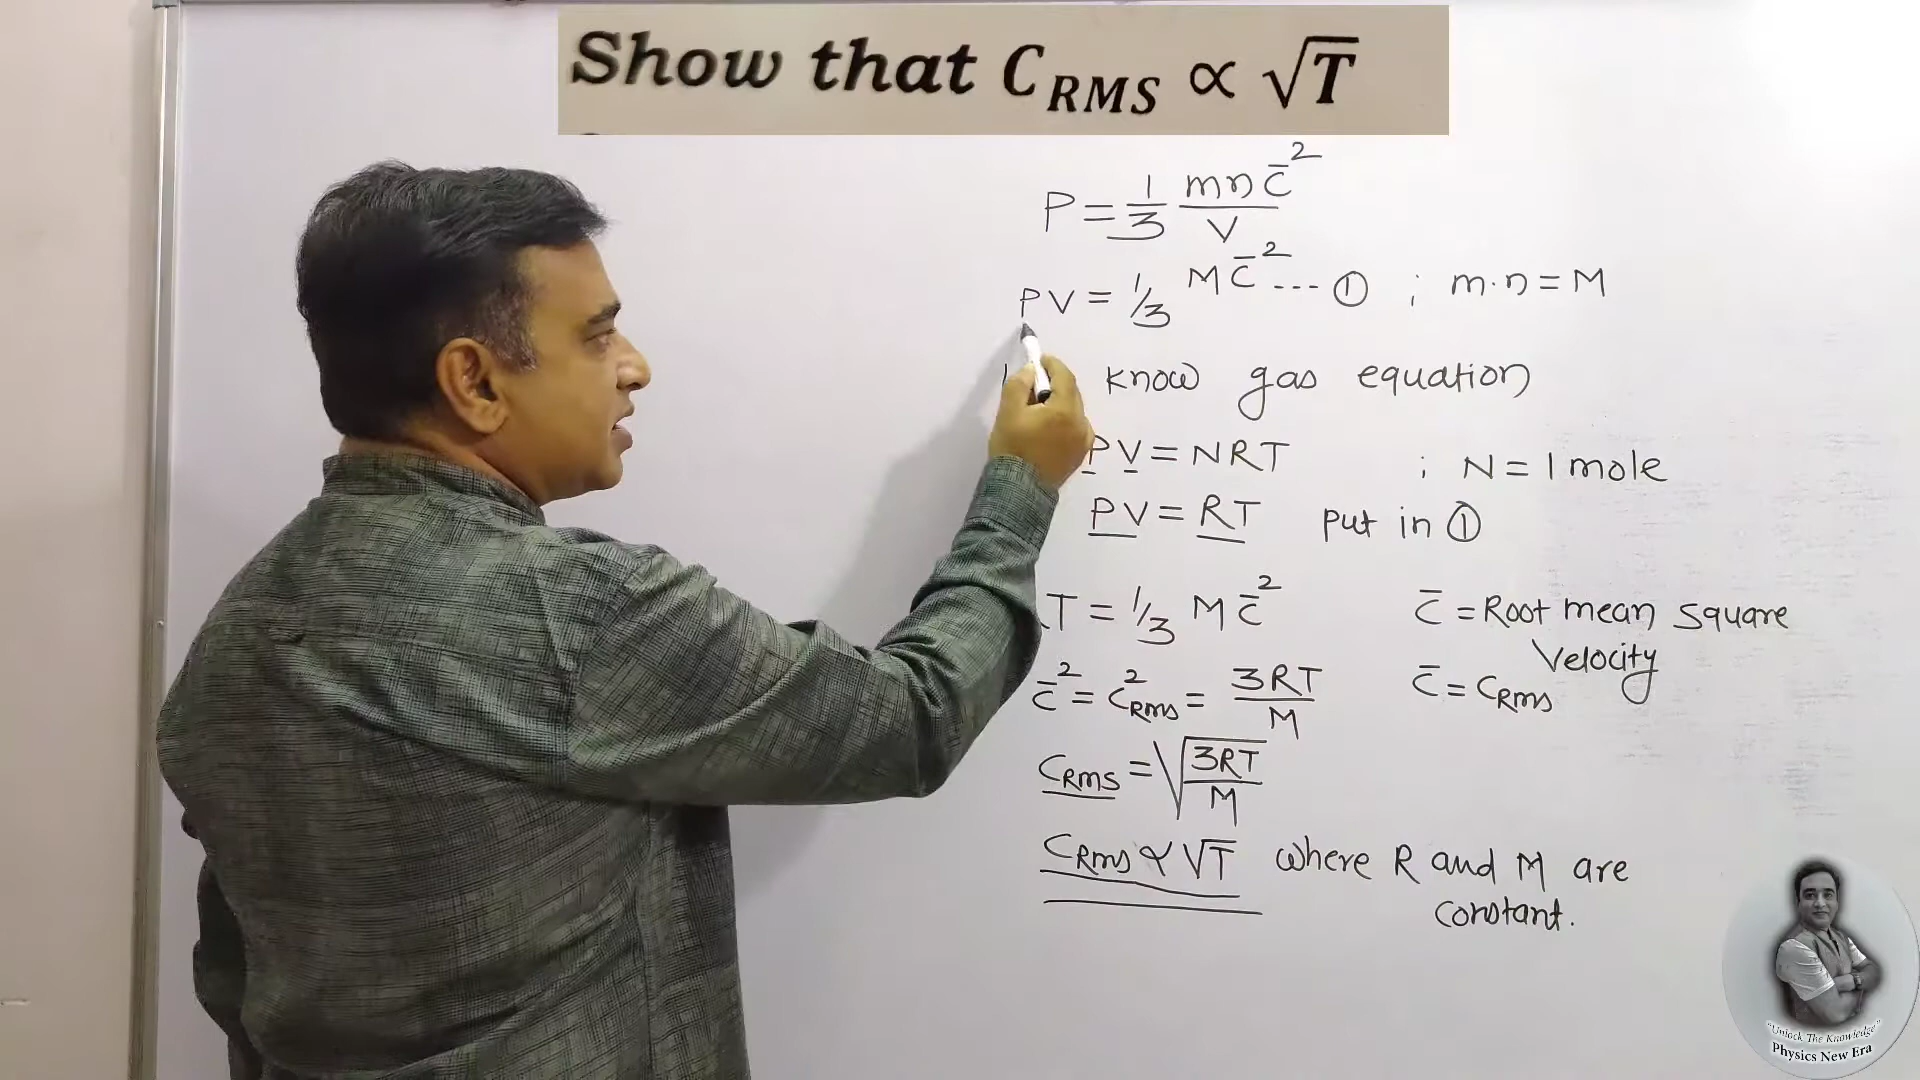 Show that C_RMS ∝ √T
P = 1/3 mnc̄²/V
PV = 1/3 Mc̄² --- ① ; m·n = M
know gas equation
PV = NRT ; N = 1 mole
PV = RT put in ①
T = 1/3 Mc̄² c̄ = Root mean square
velocity
c̄² = c²Rms = 3RT/M c̄ = cRms
CRms = √(3RT/M)
CRms ∝ √T where R and M are
constant.
"Unlock The Knowledge"
Physics New Era